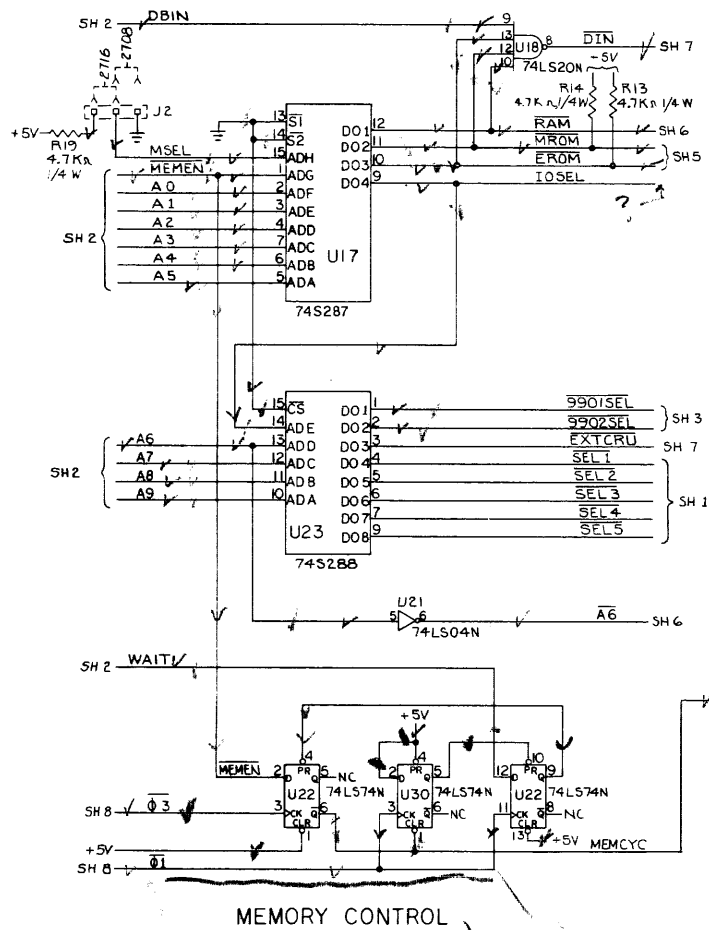 SH 2 DBIN
9 13 12 10 U18 8 DIN SH 7
74LS20N
2716 2708
J2
-5V
R14 R13
4.7KΩ 1/4W 4.7KΩ 1/4W
+5V R19 4.7KΩ 1/4 W
13 S1
14 S2
MSEL 15 ADH
MEMEN 1 ADG
A0 2 ADF
A1 3 ADE
A2 4 ADD
A3 7 ADC
A4 6 ADB
A5 5 ADA
SH 2
U17
74S287
DO1 12 RAM SH 6
DO2 11 MROM
DO3 10 EROM SH5
DO4 9 IOSEL ?
15 CS
14 ADE
A6 13 ADD
A7 12 ADC
A8 11 ADB
A9 10 ADA
SH2
U23
74S288
DO1 1 9901SEL
DO2 2 9902SEL SH 3
DO3 3 EXTCRU SH 7
DO4 4 SEL1
DO5 5 SEL2
DO6 6 SEL3
DO7 7 SEL4
DO8 9 SEL5
SH 1
U21
5 6 A6 SH 6
74LS04N
SH 2 WAIT
+5V
MEMEN 2 D 4 PR Q 5 NC
U22 74LS74N
SH 8 Φ3 3 CK Q 6
CLR 1
2 D 4 PR Q 5
U30 74LS74N
3 CK Q 6 NC
CLR 1
12 D 10 PR Q 9
U22 74LS74N
11 CK Q 8 NC
CLR 13 +5V
+5V
MEMCYC
SH 8 Φ1
MEMORY CONTROL